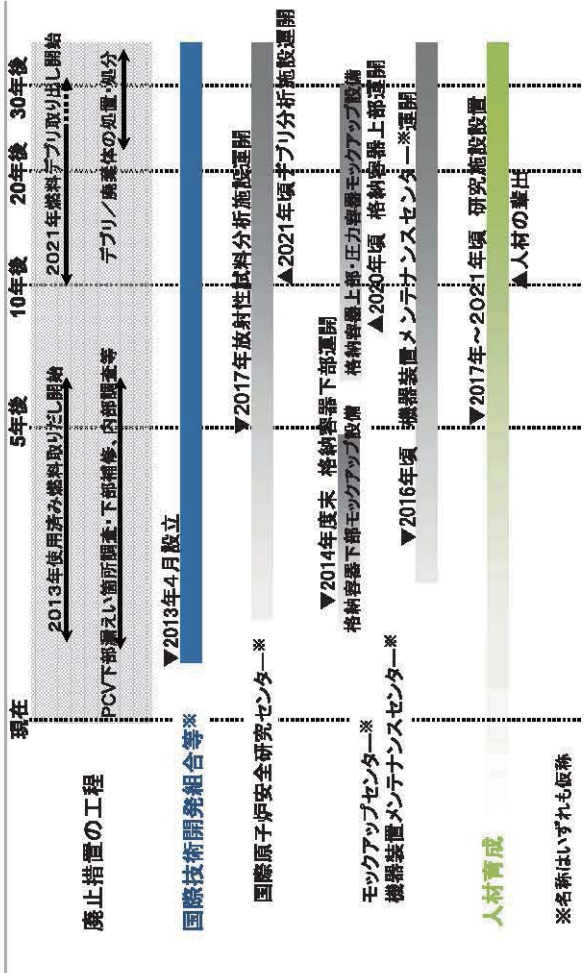 現在
5年後
10年後
20年後
30年後
廃止措置の工程
2013年使用済み燃料取りだし開始
2021年燃料デブリ取り出し開始
PCV下部漏えい箇所調査・下部補修、内部調査等
デブリ/廃棄体の処置・処分
国際技術開発組合等※
▼2013年4月設立
国際原子炉安全研究センター※
▼2017年放射性試料分析施設運開
▲2021年頃デブリ分析施設運開
モックアップセンター※
機器装置メンテナンスセンター※
▼2014年度末 格納容器下部運開
格納容器下部モックアップ設備
格納容器上部・圧力容器モックアップ設備
▲2020年頃 格納容器上部運開
▼2016年頃 機器装置メンテナンスセンター※運開
人材育成
▼2017年～2021年頃 研究施設設置
▲人材の輩出
※名称はいずれも仮称